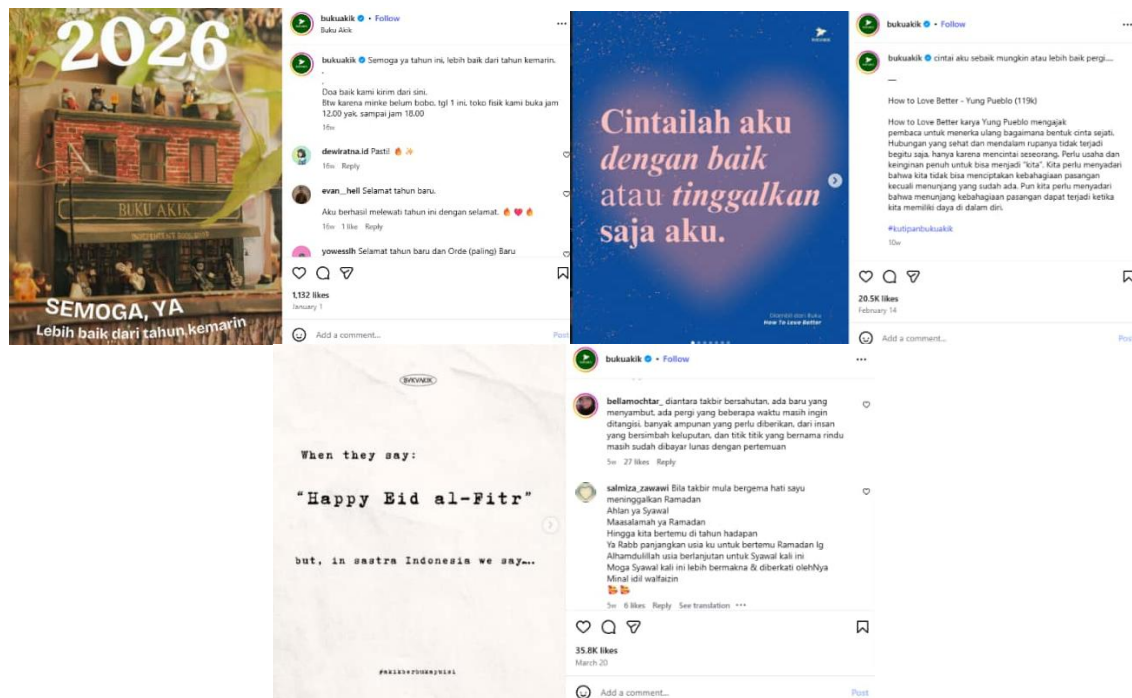 2026
BUKU AKIK
INDEPENDENT BOOKSHOP
SEMOGA, YA
Lebih baik dari tahun,kemarin
bukuakik • Follow
Buku Akik
bukuakik Semoga ya tahun ini, lebih baik dari tahun kemarin.
.
.
Doa baik kami kirim dari sini.
Btw karena minke belum bobo, tgl 1 ini, toko fisik kami buka jam
12.00 yak, sampai jam 18.00
16w
dewiratna.id Pasti! 🔥 ✨
16w Reply
evan__hell Selamat tahun baru.
Aku berhasil melewati tahun ini dengan selamat. 🔥 ❤️ 🔥
16w 1 like Reply
yowesslh Selamat tahun baru dan Orde (paling) Baru
1,132 likes
January 1
Add a comment...
Post
BUKUAKIK
Cintailah aku
dengan baik
atau tinggalkan
saja aku.
Diambil dari Buku
How To Love Better
bukuakik • Follow
bukuakik cintai aku sebaik mungkin atau lebih baik pergi....
—
How to Love Better - Yung Pueblo (119k)
How to Love Better karya Yung Pueblo mengajak
pembaca untuk menerka ulang bagaimana bentuk cinta sejati.
Hubungan yang sehat dan mendalam rupanya tidak terjadi
begitu saja, hanya karena mencintai seseorang. Perlu usaha dan
keinginan penuh untuk bisa menjadi "kita". Kita perlu menyadari
bahwa kita tidak bisa menciptakan kebahagiaan pasangan
kecuali menunjang yang sudah ada. Pun kita perlu menyadari
bahwa menunjang kebahagiaan pasangan dapat terjadi ketika
kita memiliki daya di dalam diri.
#kutipanbukuakik
10w
20.5K likes
February 14
Add a comment...
Post
BUKUAKIK
When they say:
"Happy Eid al-Fitr"
but, in sastra Indonesia we say...
#akikberbukapuisi
bukuakik • Follow
bellamochtar_ diantara takbir bersahutan, ada baru yang
menyambut, ada pergi yang beberapa waktu masih ingin
ditangisi. banyak ampunan yang perlu diberikan, dari insan
yang bersimbah keluputan, dan titik titik yang bernama rindu
masih sudah dibayar lunas dengan pertemuan
5w 27 likes Reply
salmiza_zawawi Bila takbir mula bergema hati sayu
meninggalkan Ramadan
Ahlan ya Syawal
Maasalamah ya Ramadan
Hingga kita bertemu di tahun hadapan
Ya Rabb panjangkan usia ku untuk bertemu Ramadan lg
Alhamdulillah usia berlanjutan untuk Syawal kali ini
Moga Syawal kali ini lebih bermakna & diberkati olehNya
Minal idil walfaizin
5w 6 likes Reply See translation
35.8K likes
March 20
Add a comment...
Post